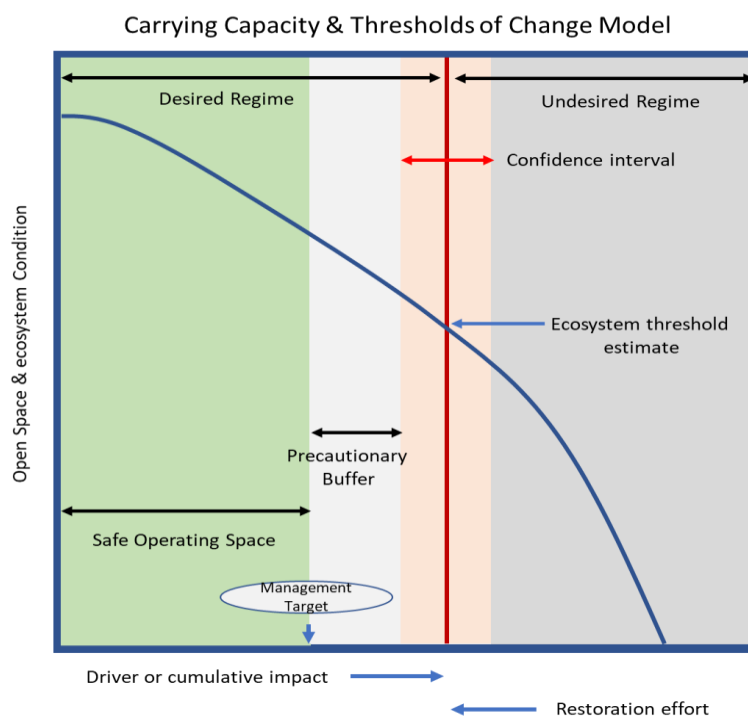 Carrying Capacity & Thresholds of Change Model
Desired Regime
Undesired Regime
Confidence interval
Open Space & ecosystem Condition
Ecosystem threshold
estimate
Precautionary
Buffer
Safe Operating Space
Management
Target
Driver or cumulative impact
Restoration effort